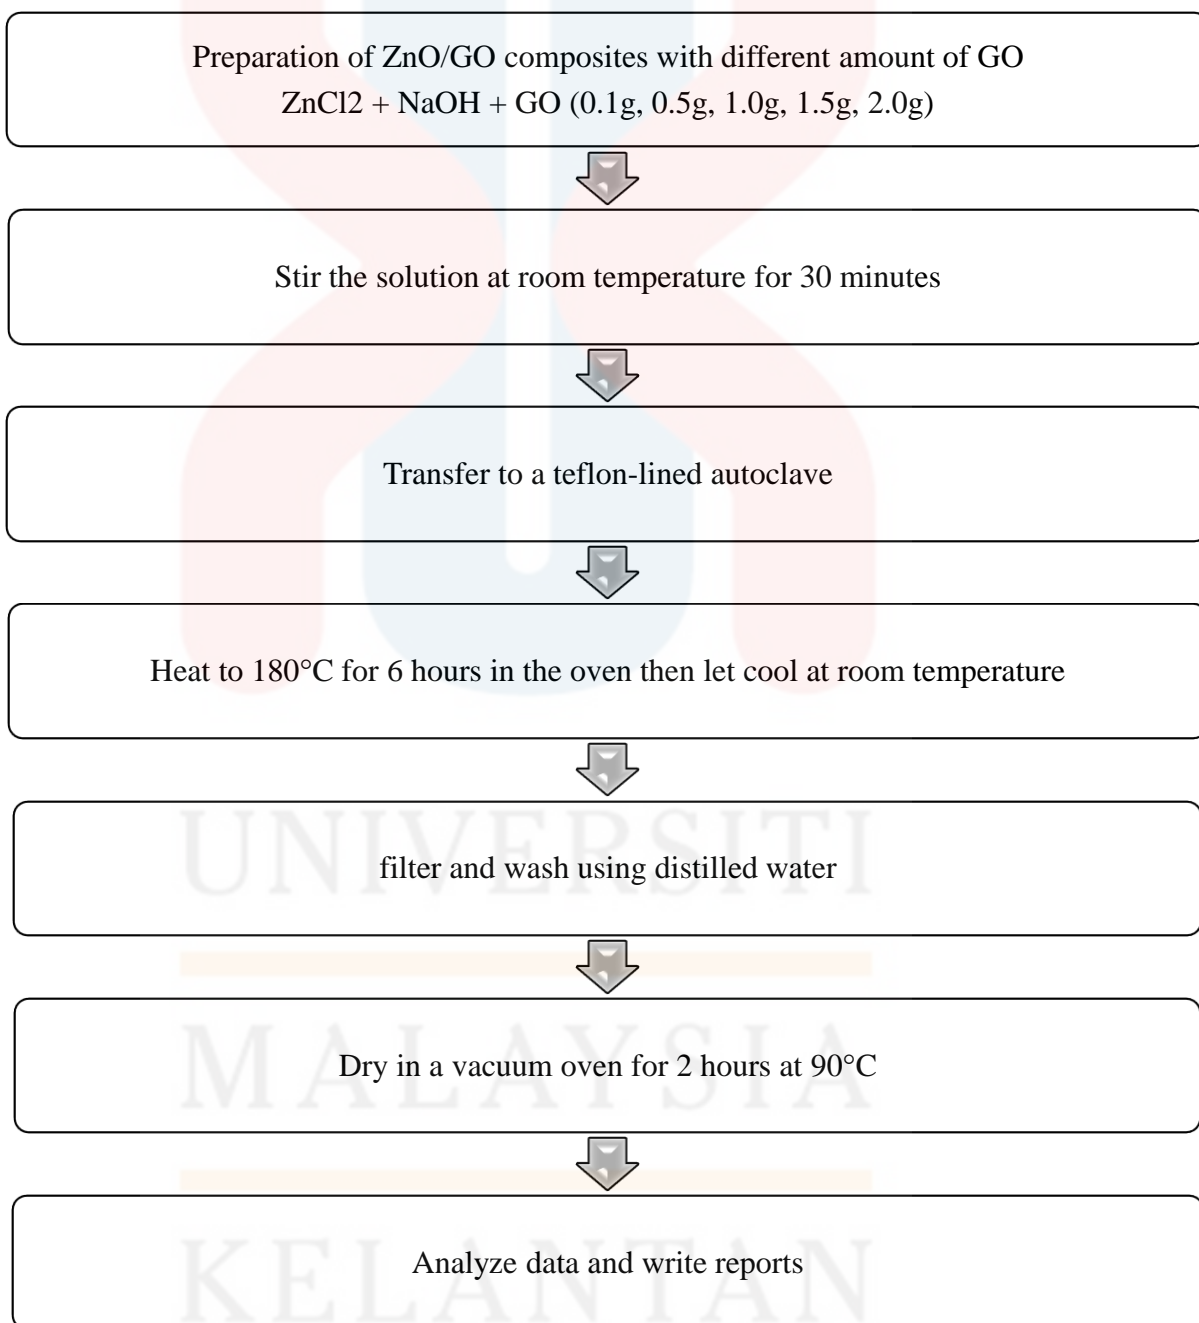 Preparation of ZnO/GO composites with different amount of GO
ZnCl2 + NaOH + GO (0.1g, 0.5g, 1.0g, 1.5g, 2.0g)
Stir the solution at room temperature for 30 minutes
Transfer to a teflon-lined autoclave
Heat to 180°C for 6 hours in the oven then let cool at room temperature
UNIVERSITI
filter and wash using distilled water
MALAYSIA
Dry in a vacuum oven for 2 hours at 90°C
KELANTAN
Analyze data and write reports